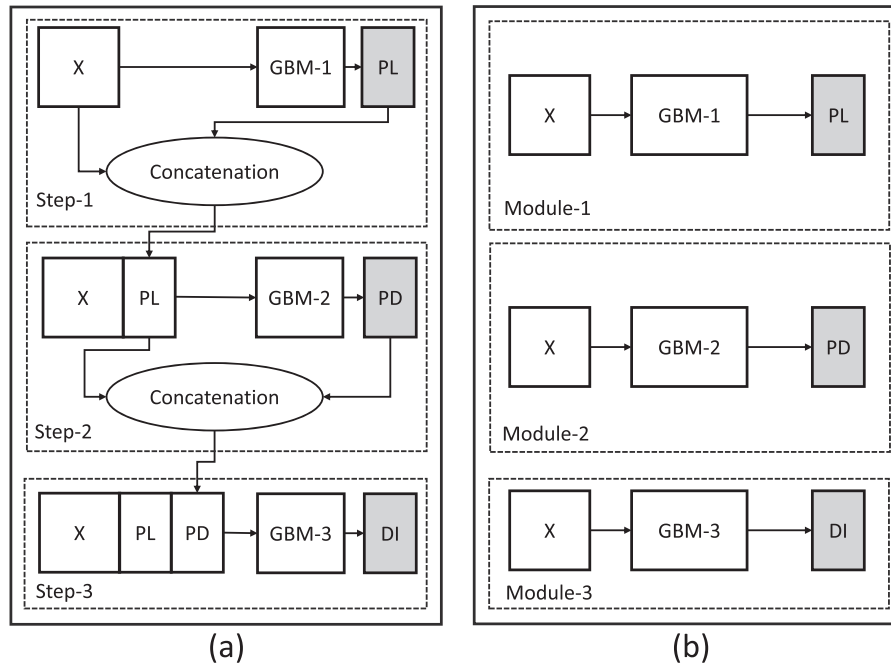 X
GBM-1
PL
Concatenation
Step-1
X
PL
GBM-2
PD
Concatenation
Step-2
X
PL
PD
GBM-3
DI
Step-3
(a)
X
GBM-1
PL
Module-1
X
GBM-2
PD
Module-2
X
GBM-3
DI
Module-3
(b)